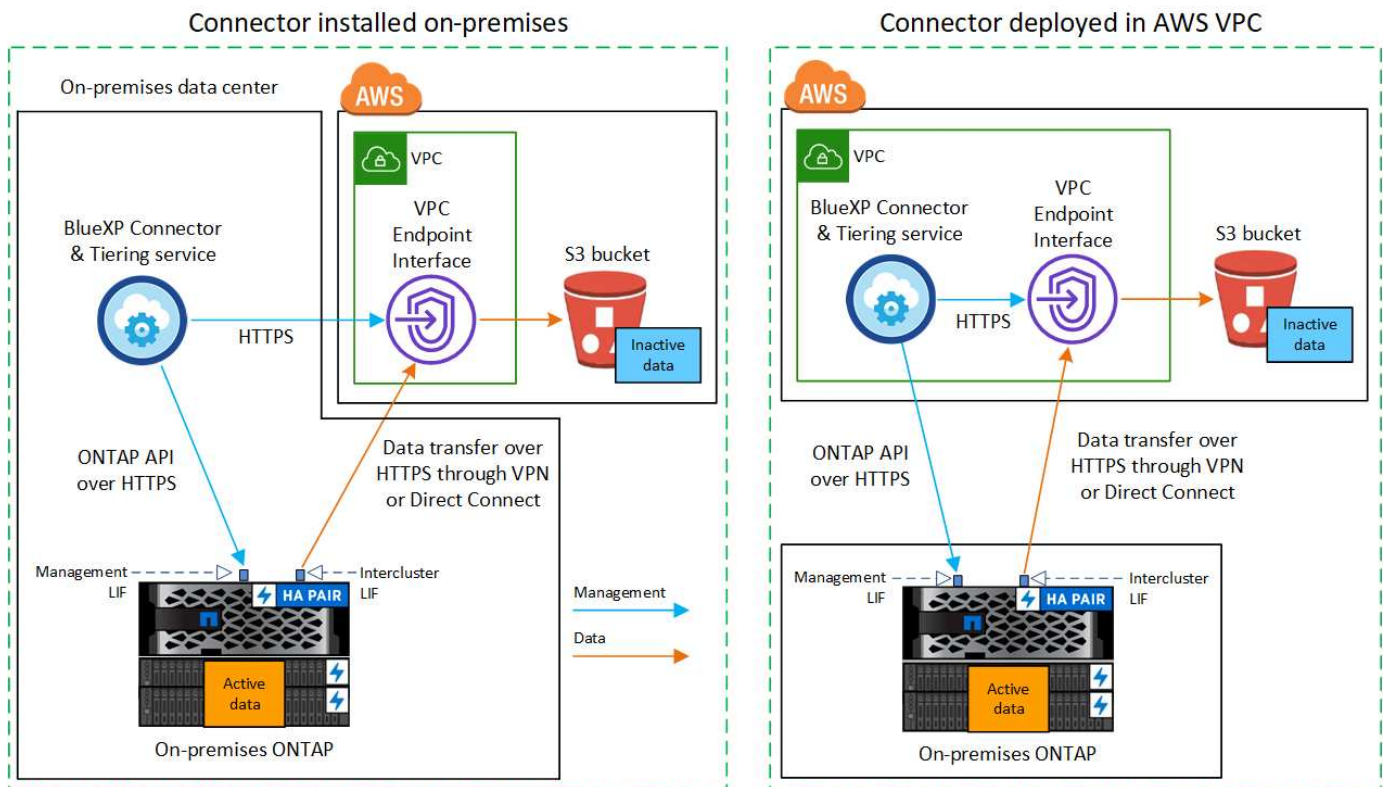 Connector installed on-premises
On-premises data center
AWS
VPC
VPC
Endpoint
Interface
BlueXP Connector
& Tiering service
S3 bucket
HTTPS
Inactive
data
ONTAP API
over HTTPS
Data transfer over
HTTPS through VPN
or Direct Connect
Management
LIF
Intercluster
LIF
HA PAIR
Management
Data
Active
data
On-premises ONTAP
Connector deployed in AWS VPC
AWS
VPC
BlueXP Connector
& Tiering service
VPC
Endpoint
Interface
S3 bucket
HTTPS
Inactive
data
ONTAP API
over HTTPS
Data transfer over
HTTPS through VPN
or Direct Connect
Management
LIF
Intercluster
LIF
HA PAIR
Active
data
On-premises ONTAP